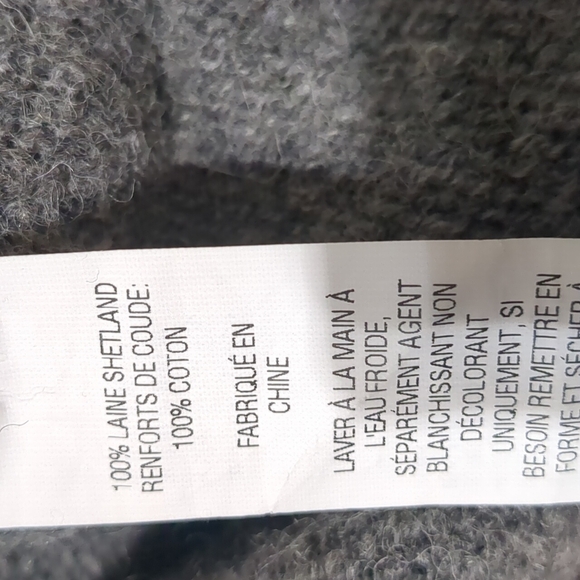 100% LAINE SHETLAND
RENFORTS DE COUDE:
100% COTON
FABRIQUÉ EN
CHINE
LAVER À LA MAIN À
L'EAU FROIDE,
SÉPARÉMENT AGENT
BLANCHISSANT NON
DÉCOLORANT
UNIQUEMENT, SI
BESOIN REMETTRE EN
FORME ET SÉCHER À